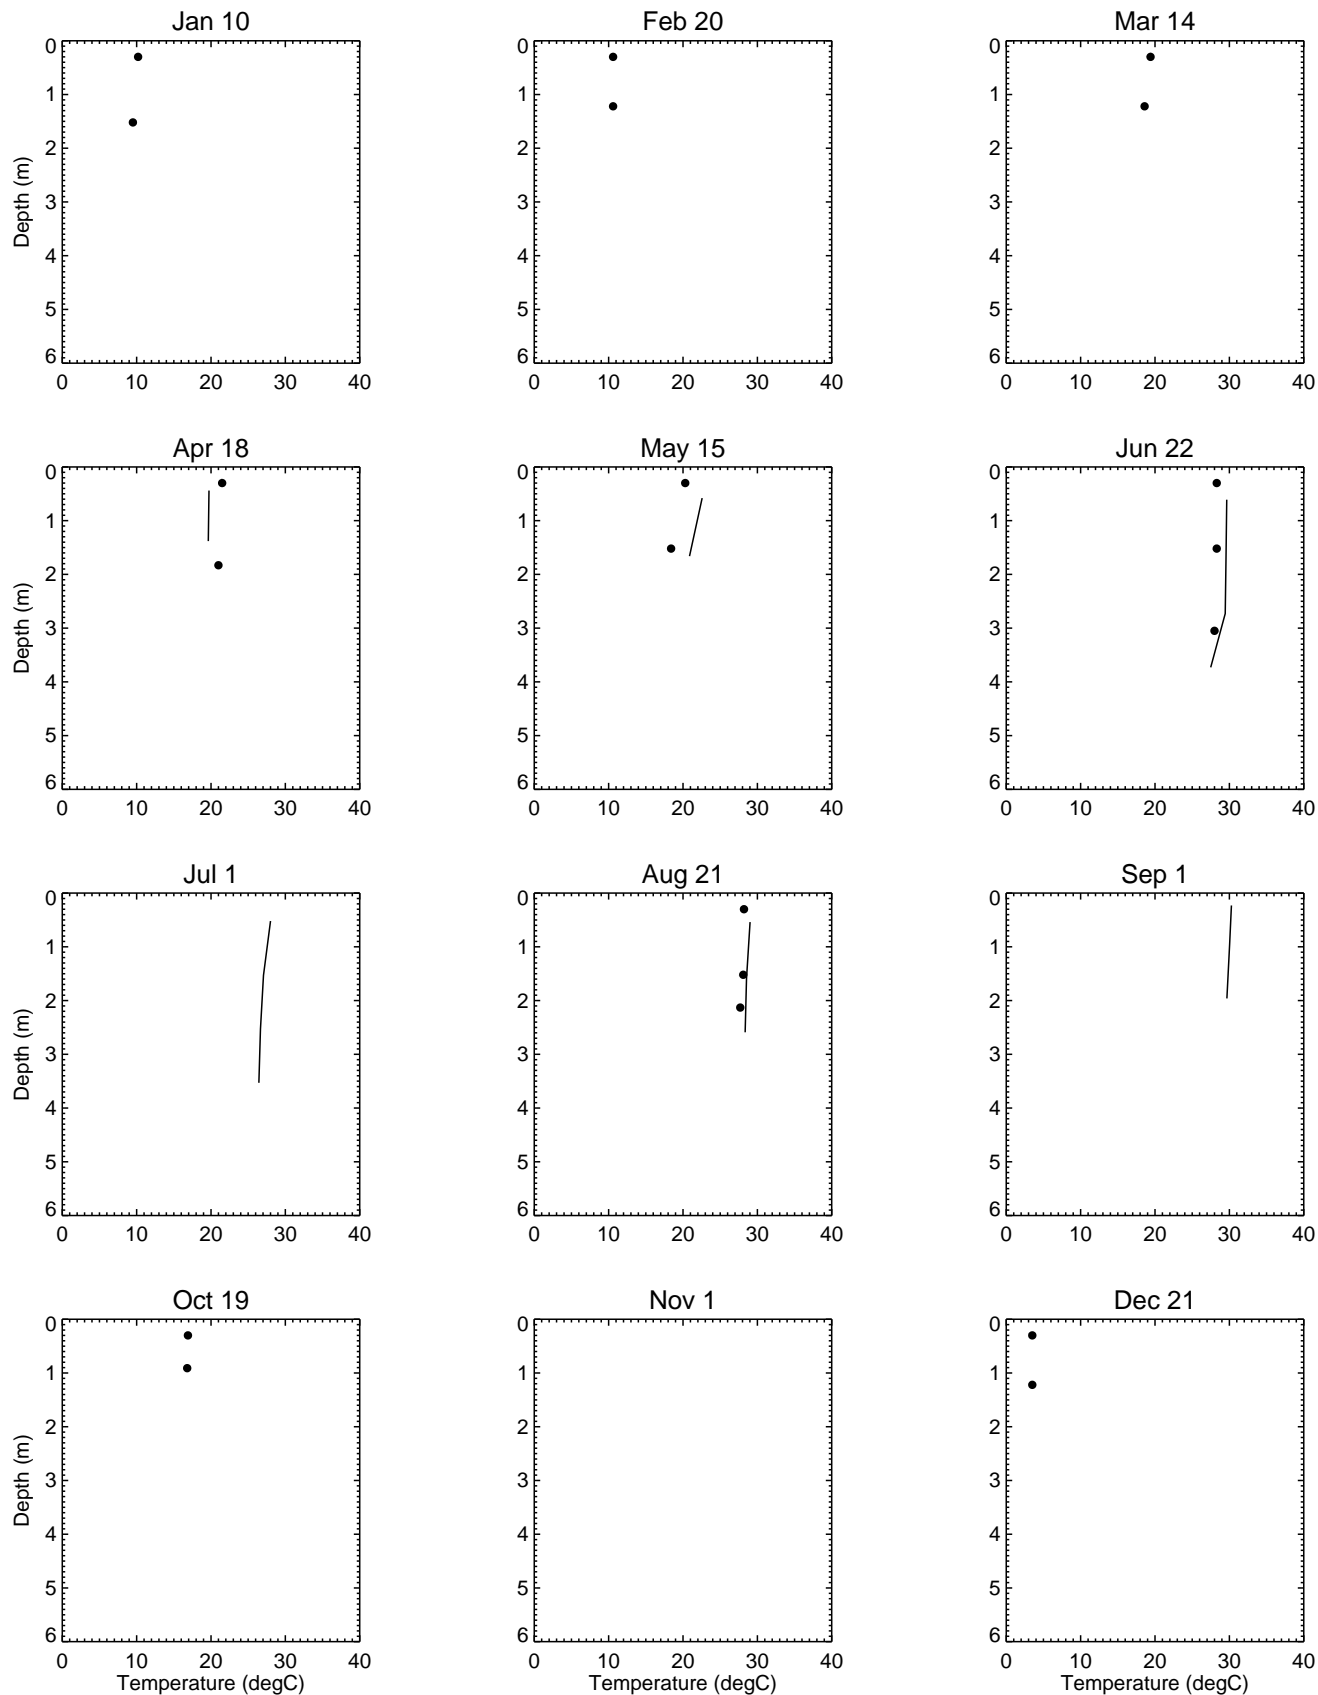 Jan 10 Feb 20 Mar 14
0 0 0
1 1 1
2 2 2
3 3 3
4 4 4
5 5 5
6 6 6
Depth (m)
0 10 20 30 40 0 10 20 30 40 0 10 20 30 40
Apr 18 May 15 Jun 22
0 0 0
1 1 1
2 2 2
3 3 3
4 4 4
5 5 5
6 6 6
Depth (m)
0 10 20 30 40 0 10 20 30 40 0 10 20 30 40
Jul 1 Aug 21 Sep 1
0 0 0
1 1 1
2 2 2
3 3 3
4 4 4
5 5 5
6 6 6
Depth (m)
0 10 20 30 40 0 10 20 30 40 0 10 20 30 40
Oct 19 Nov 1 Dec 21
0 0 0
1 1 1
2 2 2
3 3 3
4 4 4
5 5 5
6 6 6
Depth (m)
0 10 20 30 40 0 10 20 30 40 0 10 20 30 40
Temperature (degC) Temperature (degC) Temperature (degC)